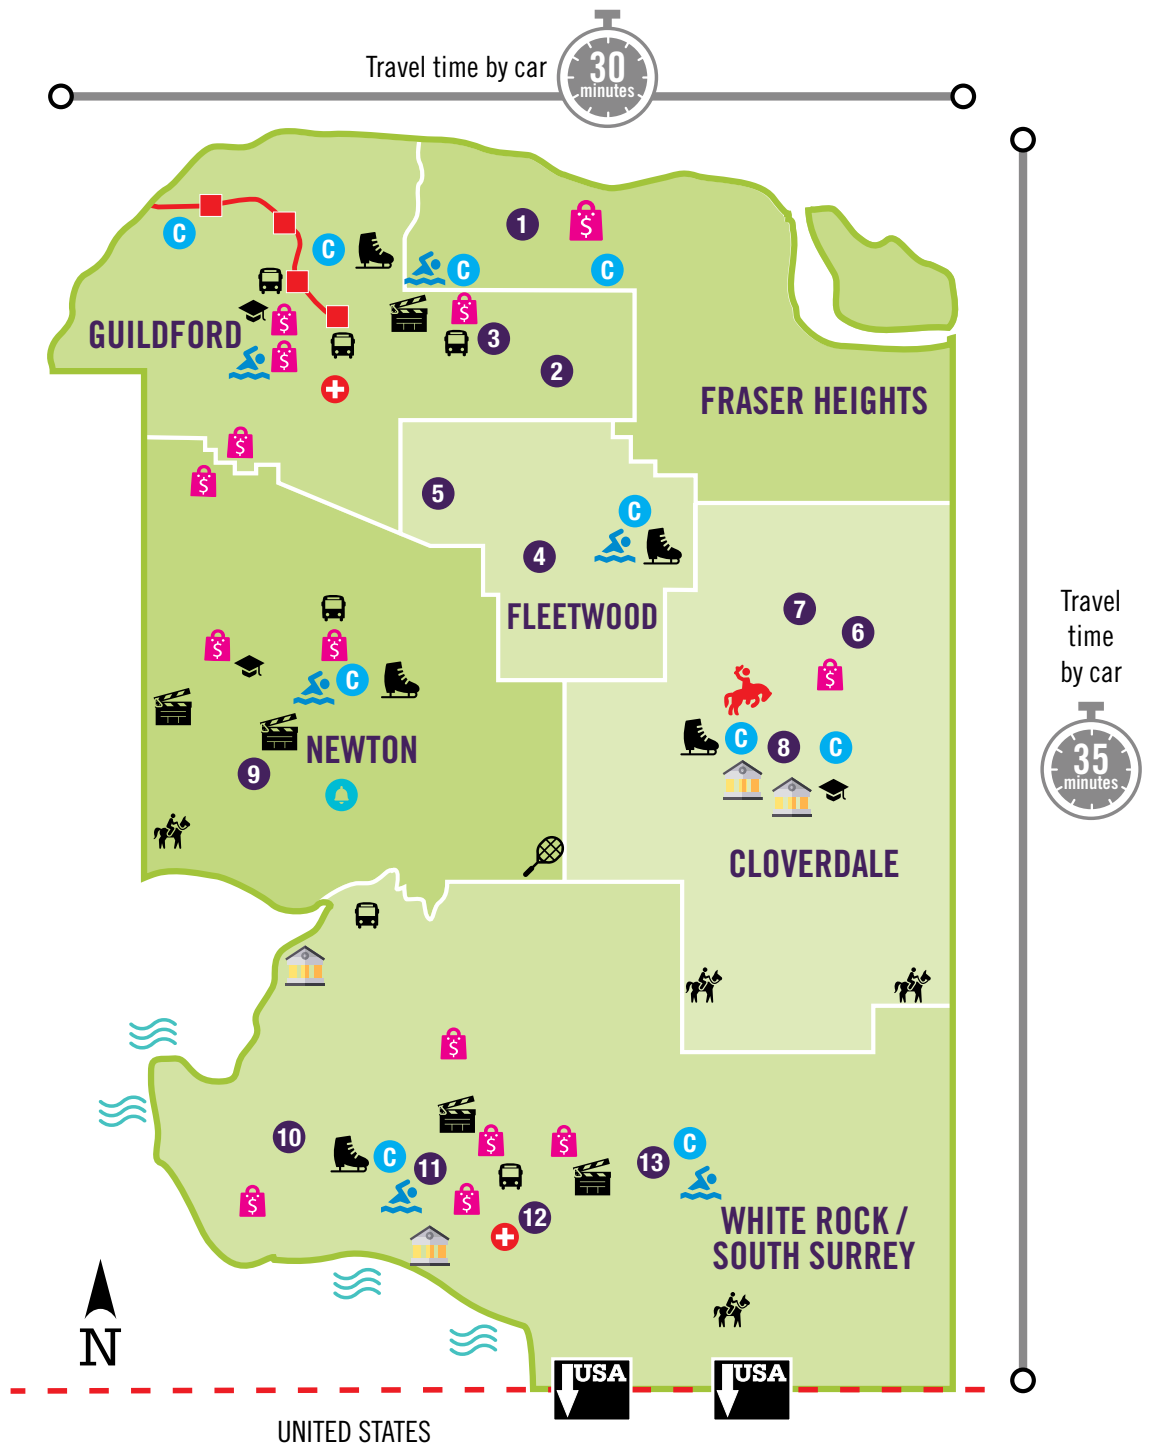 Travel time by car
30
minutes
1
$
C
C
C
C
$
$
3
GUILDFORD
$
2
FRASER HEIGHTS
$
$
5
C
4
7
FLEETWOOD
6
$
$
$
C
C
8
C
NEWTON
9
Travel
time
by car
35
minutes
CLOVERDALE
$
10
$
$
C
C
11
13
$
$
12
WHITE ROCK /
SOUTH SURREY
N
USA
USA
UNITED STATES